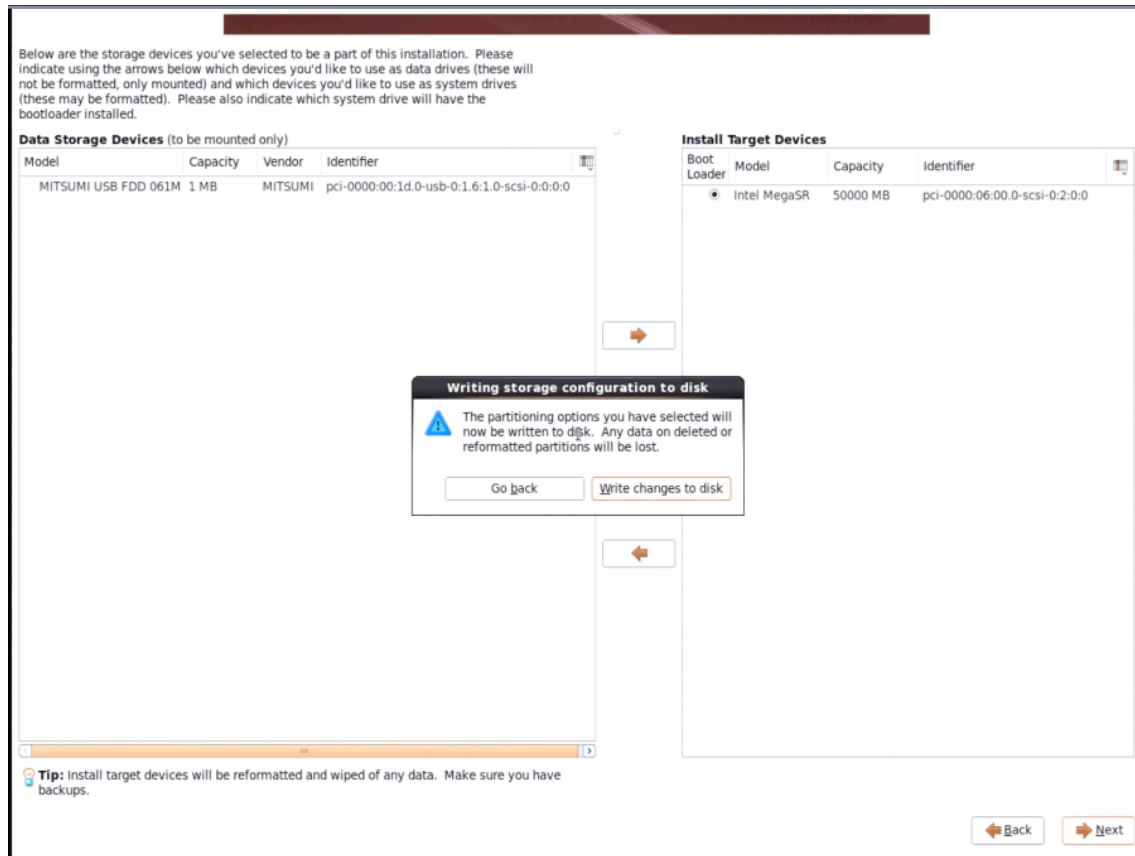 Below are the storage devices you've selected to be a part of this installation.  Please
indicate using the arrows below which devices you'd like to use as data drives (these will
not be formatted, only mounted) and which devices you'd like to use as system drives
(these may be formatted).  Please also indicate which system drive will have the
bootloader installed.
Data Storage Devices (to be mounted only)
Model Capacity Vendor Identifier
MITSUMI USB FDD 061M 1 MB MITSUMI pci-0000:00:1d.0-usb-0:1.6:1.0-scsi-0:0:0:0
Install Target Devices
Boot
Loader Model Capacity Identifier
Intel MegaSR 50000 MB pci-0000:06:00.0-scsi-0:2:0:0
Writing storage configuration to disk
The partitioning options you have selected will
now be written to disk.  Any data on deleted or
reformatted partitions will be lost.
Go back Write changes to disk
Tip: Install target devices will be reformatted and wiped of any data.  Make sure you have
backups.
Back Next